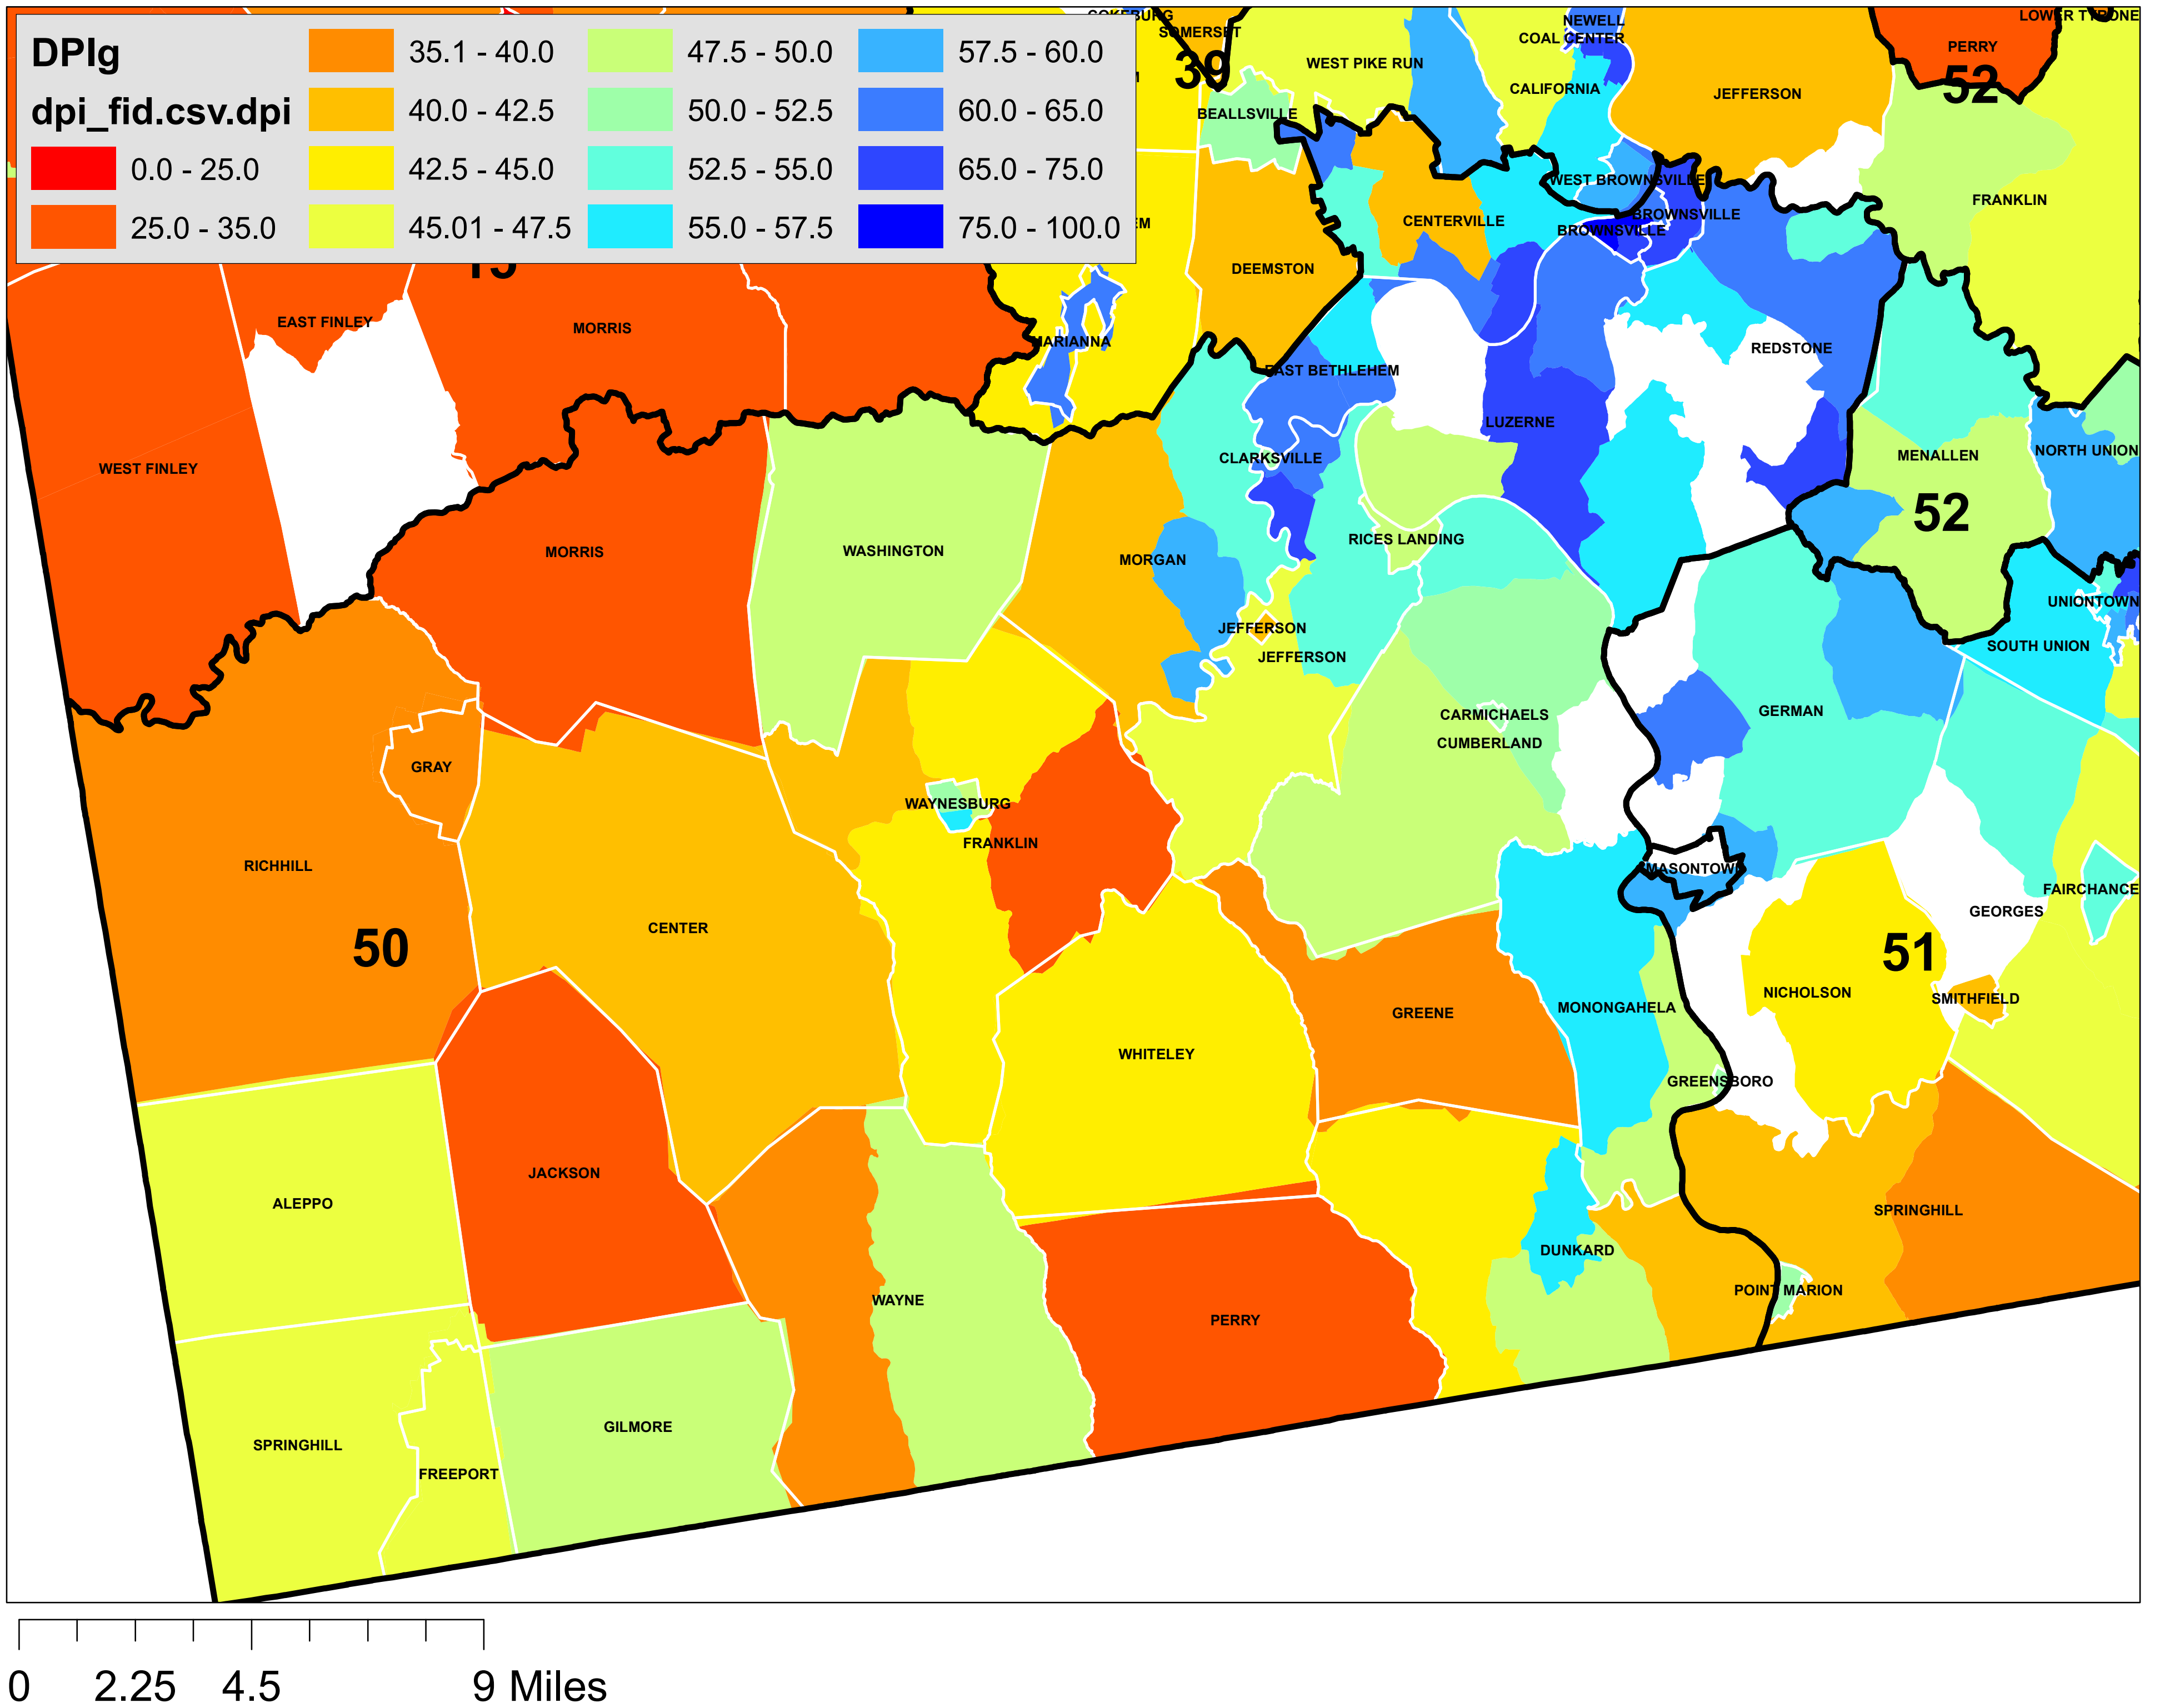 DPIg
dpi_fid.csv.dpi
0.0 - 25.0
25.0 - 35.0
35.1 - 40.0
40.0 - 42.5
42.5 - 45.0
45.01 - 47.5
47.5 - 50.0
50.0 - 52.5
52.5 - 55.0
55.0 - 57.5
57.5 - 60.0
60.0 - 65.0
65.0 - 75.0
75.0 - 100.0
SOMERSET
39
WEST PIKE RUN
NEWELL
COAL CENTER
CALIFORNIA
JEFFERSON
PERRY
52
LOWER TYRONE
BEALLSVILLE
WEST BROWNSVILLE
BROWNSVILLE
BROWNSVILLE
FRANKLIN
CENTERVILLE
DEEMSTON
EAST FINLEY
MORRIS
MARIANNA
EAST BETHLEHEM
REDSTONE
LUZERNE
WEST FINLEY
CLARKSVILLE
MENALLEN
NORTH UNION
52
MORRIS
WASHINGTON
MORGAN
RICES LANDING
UNIONTOWN
JEFFERSON
JEFFERSON
SOUTH UNION
CARMICHAELS
CUMBERLAND
GERMAN
GRAY
WAYNESBURG
FRANKLIN
RICHHILL
MASONTOWN
FAIRCHANCE
GEORGES
50
CENTER
51
NICHOLSON
SMITHFIELD
GREENE
MONONGAHELA
WHITELEY
GREENSBORO
JACKSON
ALEPPO
SPRINGHILL
DUNKARD
POINT MARION
WAYNE
PERRY
GILMORE
SPRINGHILL
FREEPORT
0 2.25 4.5 9 Miles